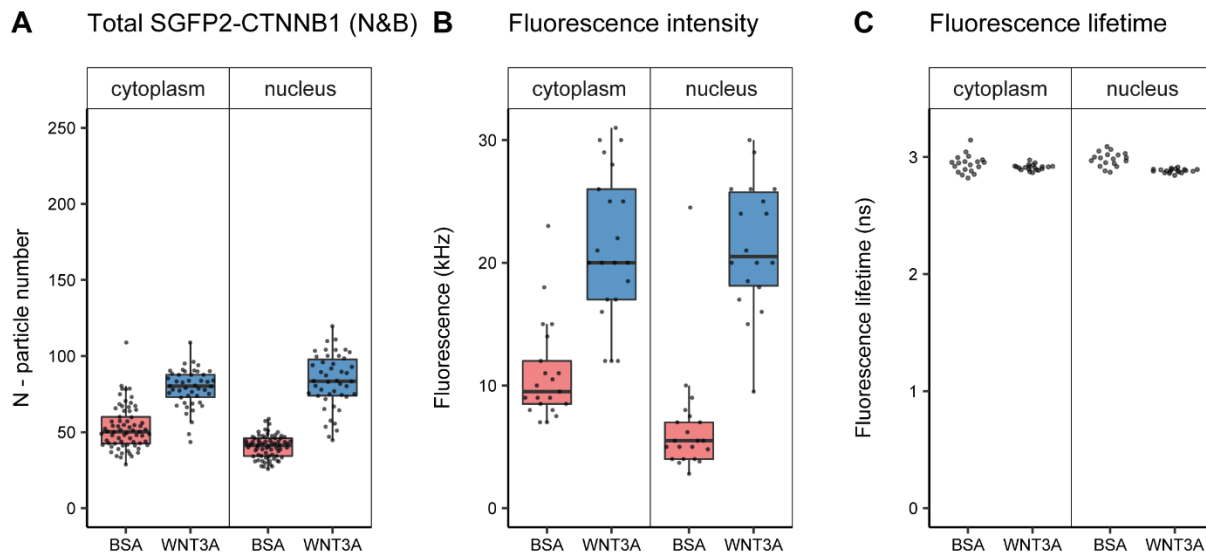 A Total SGFP2-CTNNB1 (N&B)
cytoplasm nucleus
N - particle number
250
200
150
100
50
0
BSA WNT3A BSA WNT3A
B Fluorescence intensity
cytoplasm nucleus
Fluorescence (kHz)
30
20
10
0
BSA WNT3A BSA WNT3A
C Fluorescence lifetime
cytoplasm nucleus
Fluorescence lifetime (ns)
3
2
1
0
BSA WNT3A BSA WNT3A